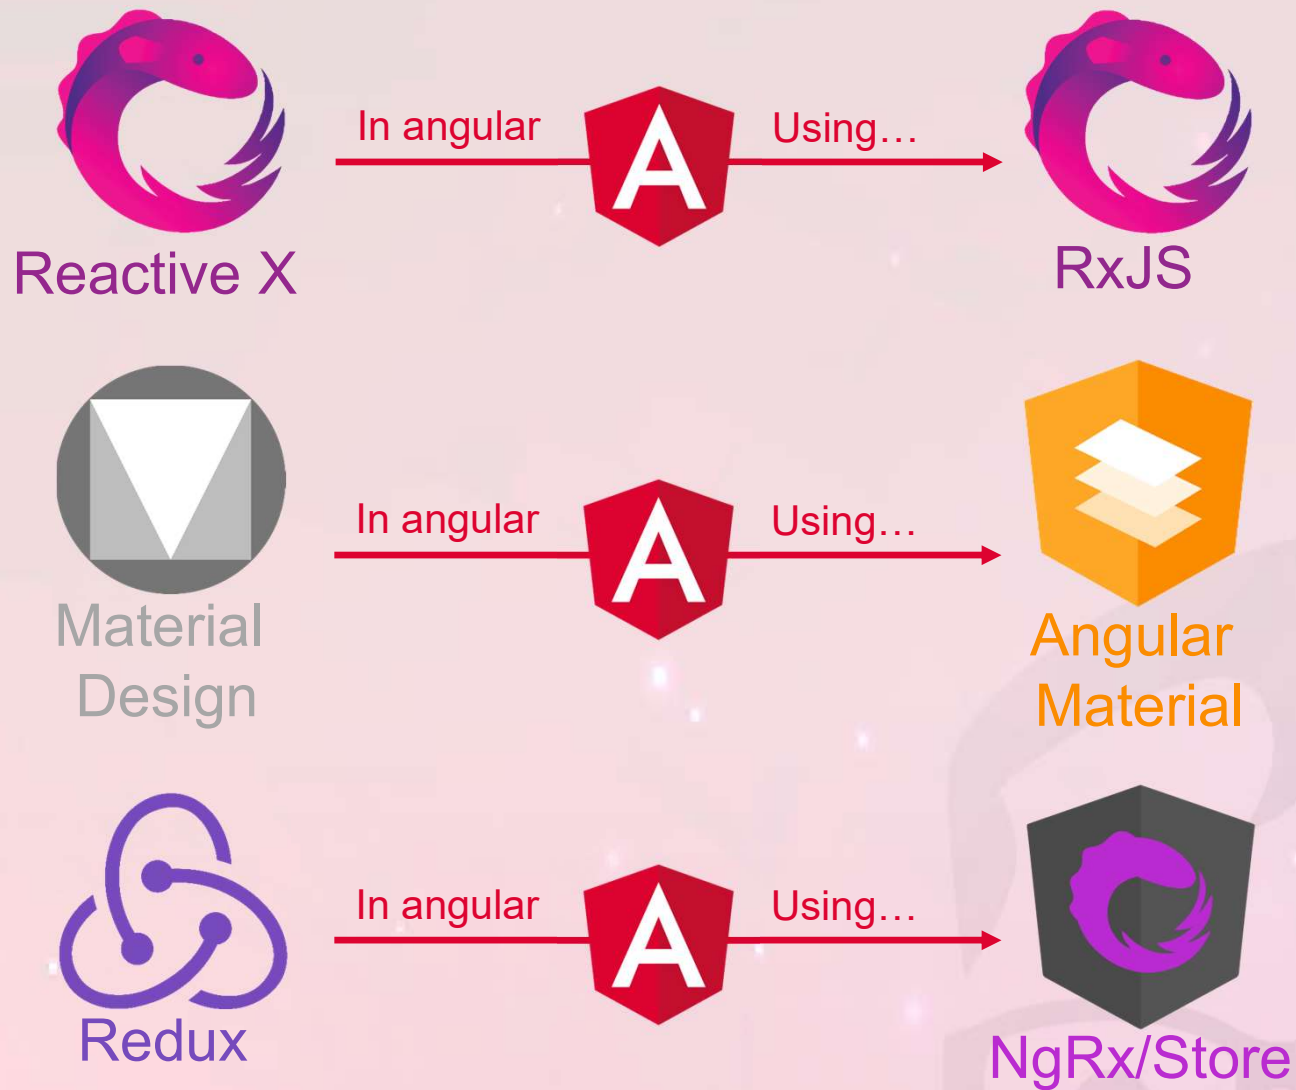 In angular
Using…
Reactive X
RxJS
In angular
Using…
Material
Design
Angular
Material
In angular
Using…
Redux
NgRx/Store